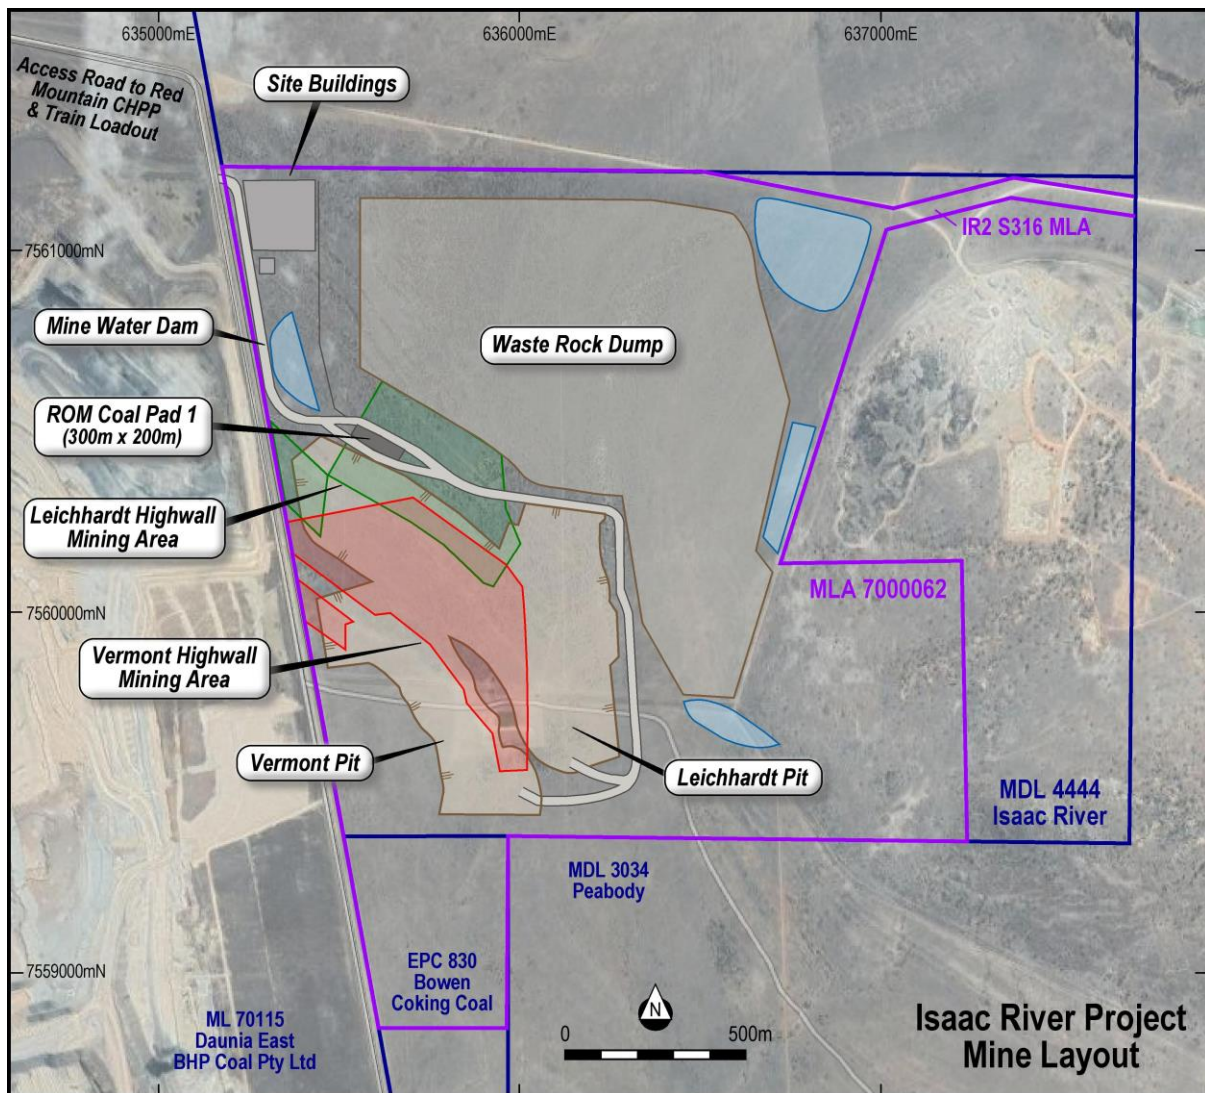 635000mE
636000mE
637000mE
Access Road to Red
Mountain CHPP
& Train Loadout
Site Buildings
IR2 S316 MLA
7561000mN
Mine Water Dam
Waste Rock Dump
ROM Coal Pad 1
(300m x 200m)
Leichhardt Highwall
Mining Area
MLA 7000062
7560000mN
Vermont Highwall
Mining Area
Vermont Pit
Leichhardt Pit
MDL 4444
Isaac River
MDL 3034
Peabody
EPC 830
Bowen
Coking Coal
7559000mN
ML 70115
Daunia East
BHP Coal Pty Ltd
N
0
500m
Isaac River Project
Mine Layout